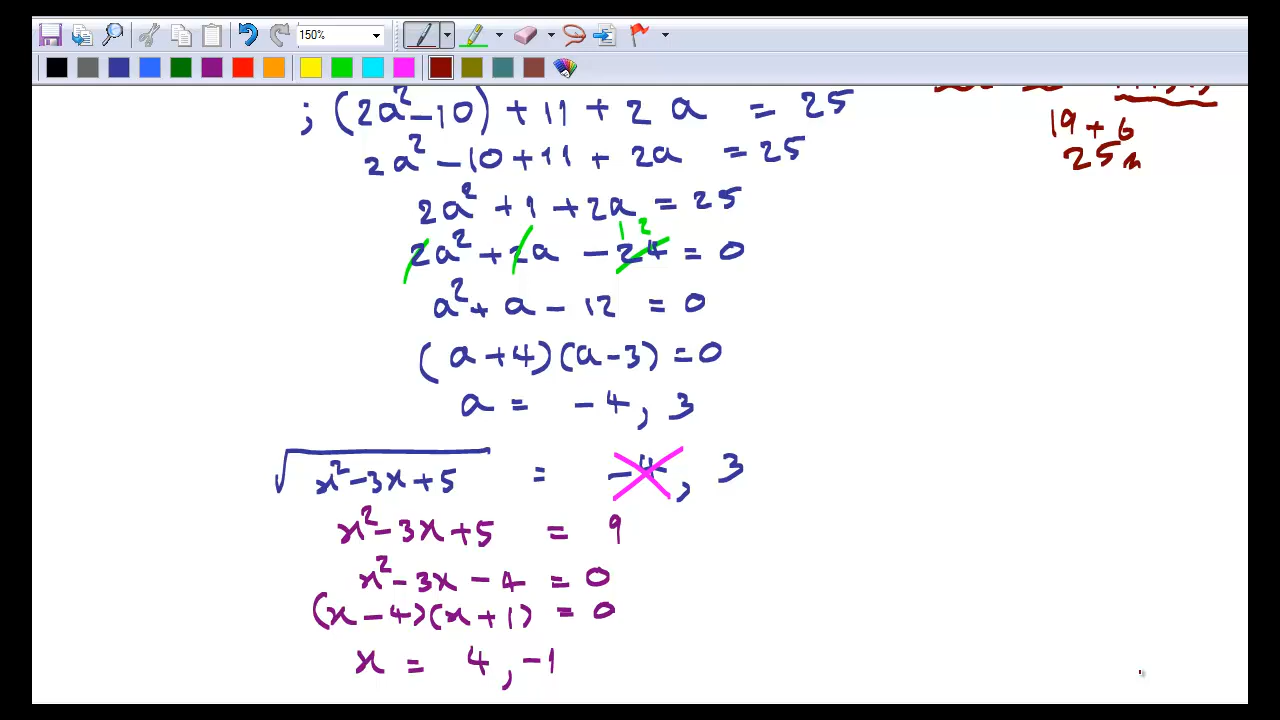 150%
; (2a² - 10) + 11 + 2a = 25
2a² - 10 + 11 + 2a = 25
2a² + 1 + 2a = 25
12
2a² + 2a - 24 = 0
a² + a - 12 = 0
(a + 4)(a - 3) = 0
a = -4, 3
√(x² - 3x + 5) = -4, 3
x² - 3x + 5 = 9
x² - 3x - 4 = 0
(x - 4)(x + 1) = 0
x = 4, -1
19 + 6
25